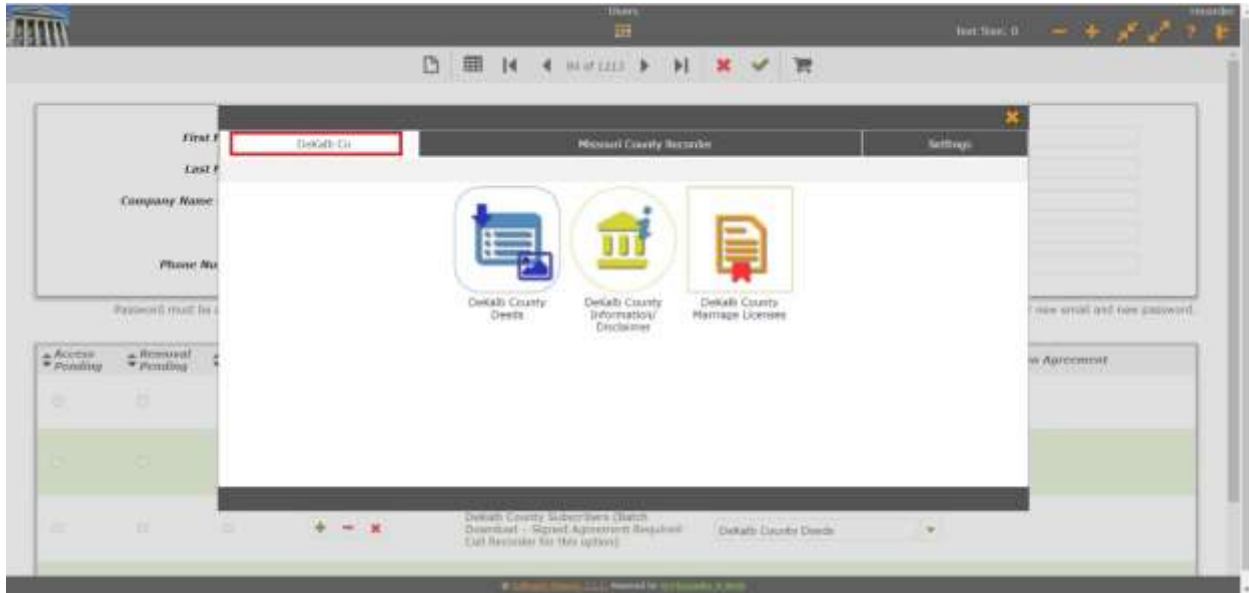 Users
recorder
Text Size: 0
of 1213
First
Last
DeKalb Co
Missouri County Recorder
Settings
Company Name
Phone Nu
DeKalb County
Deeds
DeKalb County
Information/
Disclaimer
DeKalb County
Marriage Licenses
Password must be
new email and new password.
Access
Pending
Removal
Pending
Agreement
DeKalb County Subscribers (Batch
Download - Signed Agreement Required
Call Recorder for this option)
DeKalb County Deeds
Powered by